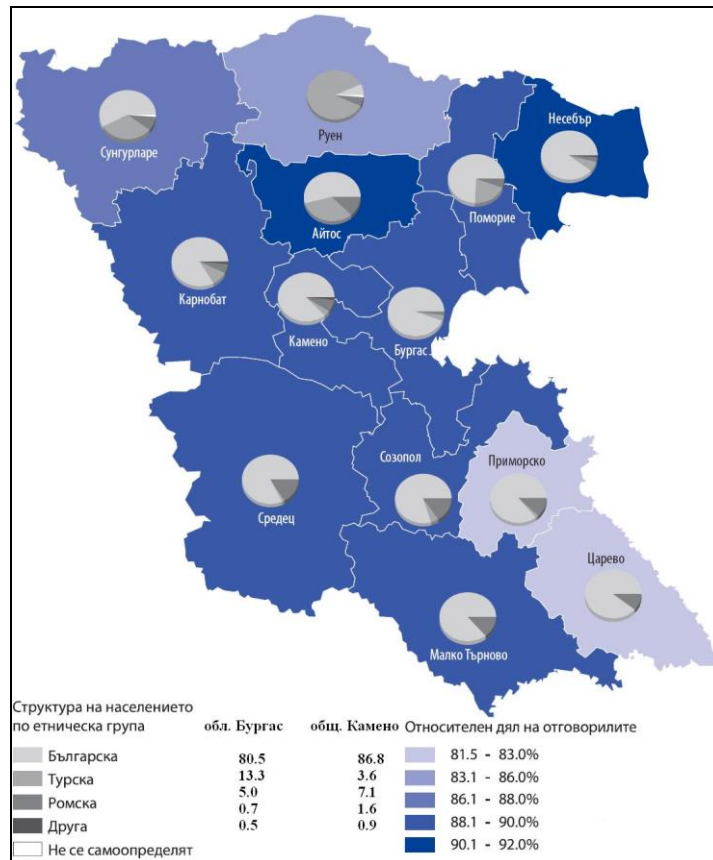 Несебър
Сунгурларе
Руен
Поморие
Айтос
Карнобат
Камено
Бургас
Созопол
Приморско
Средец
Царево
Малко Търново
Структура на населението
по етническа група
обл. Бургас
общ. Камено
Относителен дял на отговорилите
Българска 80.5 86.8
Турска 13.3 3.6
Ромска 5.0 7.1
Друга 0.7 1.6
Не се самоопределят 0.5 0.9
81.5 - 83.0%
83.1 - 86.0%
86.1 - 88.0%
88.1 - 90.0%
90.1 - 92.0%